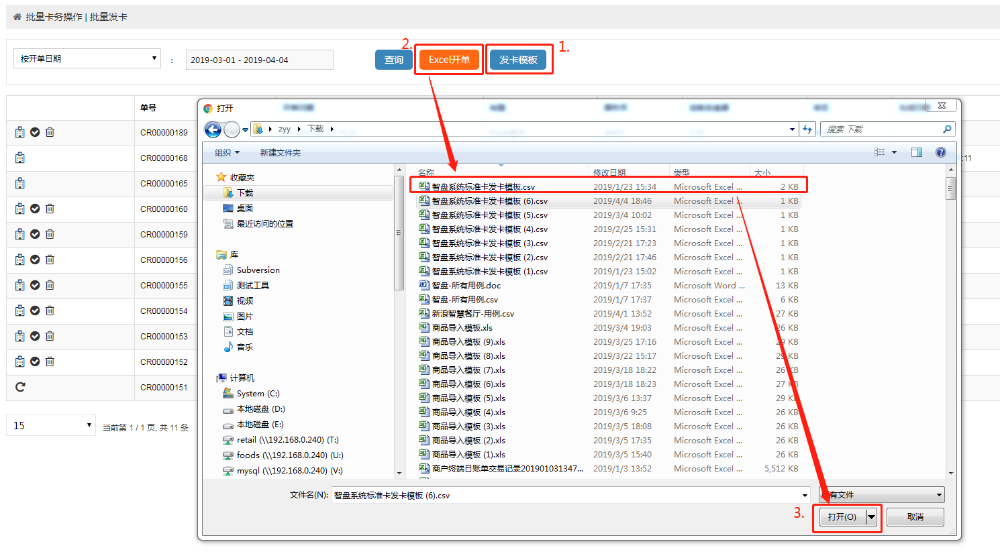 批量卡务操作 | 批量发卡
按开单日期
:
2019-03-01 - 2019-04-04
查询
2.
Excel开单
发卡模板
1.
单号
CR00000189
CR00000168
:11
CR00000165
CR00000160
CR00000159
CR00000156
CR00000155
CR00000154
CR00000153
CR00000152
CR00000151
15
当前第 1 / 1 页, 共 11 条
打开
zyy
下载
搜索 下载
组织
新建文件夹
收藏夹
下载
桌面
最近访问的位置
库
Subversion
测试工具
视频
图片
文档
音乐
计算机
System (C:)
本地磁盘 (D:)
本地磁盘 (E:)
retail (\\192.168.0.240) (T:)
foods (\\192.168.0.240) (U:)
mysql (\\192.168.0.240) (V:)
名称 修改日期 类型 大小
智盘系统标准卡发卡模板.csv 2019/1/23 15:34 Microsoft Excel ... 2 KB
智盘系统标准卡发卡模板 (6).csv 2019/4/4 18:46 Microsoft Excel ... 1 KB
智盘系统标准卡发卡模板 (5).csv 2019/3/4 10:02 Microsoft Excel ... 1 KB
智盘系统标准卡发卡模板 (4).csv 2019/2/25 15:31 Microsoft Excel ... 1 KB
智盘系统标准卡发卡模板 (3).csv 2019/2/21 17:23 Microsoft Excel ... 1 KB
智盘系统标准卡发卡模板 (2).csv 2019/2/21 17:46 Microsoft Excel ... 1 KB
智盘系统标准卡发卡模板 (1).csv 2019/1/23 15:02 Microsoft Excel ... 1 KB
智盘-所有用例.doc 2019/1/7 17:35 Microsoft Word ... 13 KB
智盘-所有用例.csv 2019/1/7 17:37 Microsoft Excel ... 6 KB
新浪智慧餐厅-用例.csv 2019/4/1 13:52 Microsoft Excel ... 27 KB
商品导入模板.xls 2019/3/4 19:03 Microsoft Excel ... 26 KB
商品导入模板 (9).xls 2019/3/25 17:16 Microsoft Excel ... 29 KB
商品导入模板 (8).xls 2019/3/22 15:17 Microsoft Excel ... 29 KB
商品导入模板 (7).xls 2019/3/18 18:22 Microsoft Excel ... 26 KB
商品导入模板 (6).xls 2019/3/18 18:23 Microsoft Excel ... 27 KB
商品导入模板 (5).xls 2019/3/6 13:37 Microsoft Excel ... 29 KB
商品导入模板 (4).xls 2019/3/6 9:25 Microsoft Excel ... 26 KB
商品导入模板 (3).xls 2019/3/5 18:08 Microsoft Excel ... 26 KB
商品导入模板 (2).xls 2019/3/5 17:35 Microsoft Excel ... 26 KB
商品导入模板 (1).xls 2019/3/5 15:40 Microsoft Excel ... 26 KB
商户终端日账单交易记录201901031347... 2019/1/3 13:52 Microsoft Excel ... 5,512 KB
文件名(N):
智盘系统标准卡发卡模板 (6).csv
有文件
3.
打开(O)
取消